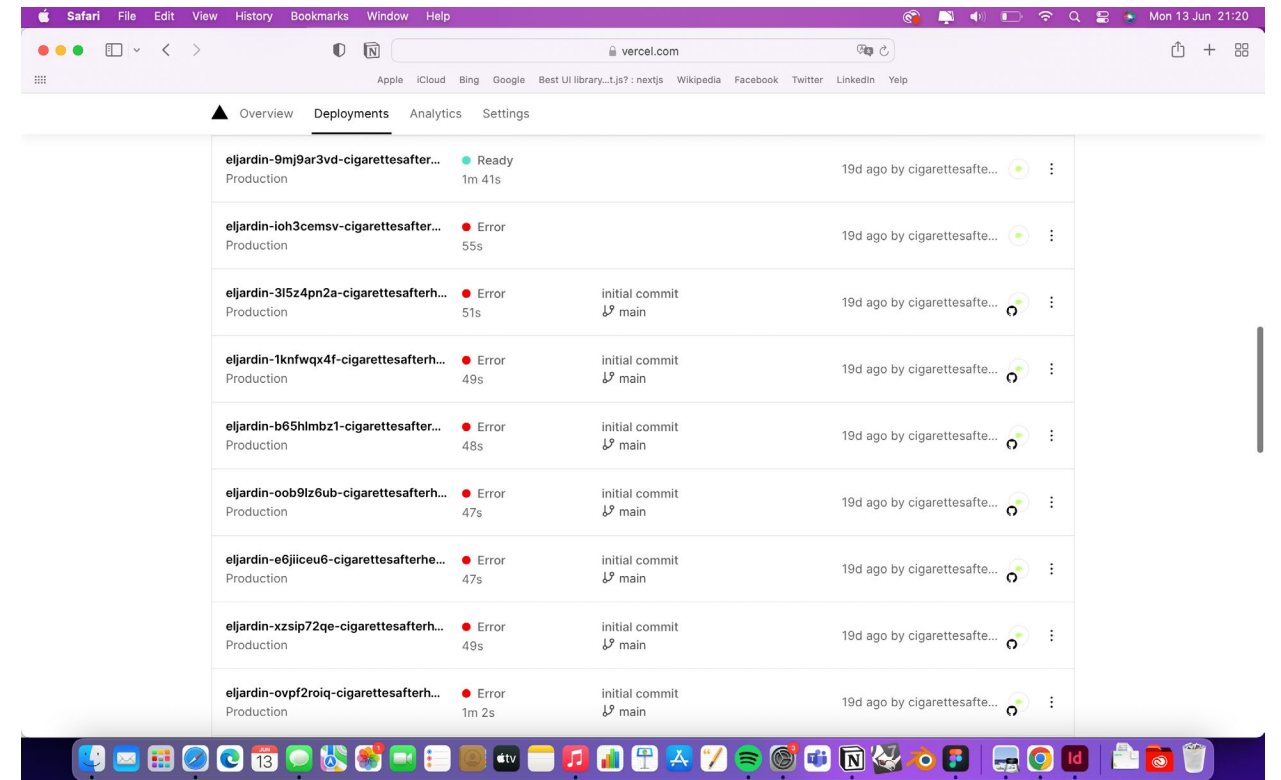 Safari File Edit View History Bookmarks Window Help Mon 13 Jun 21:20
vercel.com
Apple iCloud Bing Google Best UI library...t.js? : nextjs Wikipedia Facebook Twitter LinkedIn Yelp
Overview Deployments Analytics Settings
eljardin-9mj9ar3vd-cigarettesafter... Ready
Production 1m 41s 19d ago by cigarettesafte...
eljardin-ioh3cemsv-cigarettesafter... Error
Production 55s 19d ago by cigarettesafte...
eljardin-3l5z4pn2a-cigarettesafterh... Error initial commit
Production 51s main 19d ago by cigarettesafte...
eljardin-1knfwqx4f-cigarettesafterh... Error initial commit
Production 49s main 19d ago by cigarettesafte...
eljardin-b65hlmbz1-cigarettesafter... Error initial commit
Production 48s main 19d ago by cigarettesafte...
eljardin-oob9lz6ub-cigarettesafterh... Error initial commit
Production 47s main 19d ago by cigarettesafte...
eljardin-e6jiiceu6-cigarettesafterhe... Error initial commit
Production 47s main 19d ago by cigarettesafte...
eljardin-xzsip72qe-cigarettesafterh... Error initial commit
Production 49s main 19d ago by cigarettesafte...
eljardin-ovpf2roiq-cigarettesafterh... Error initial commit
Production 1m 2s main 19d ago by cigarettesafte...
JUN
13
tv
Id